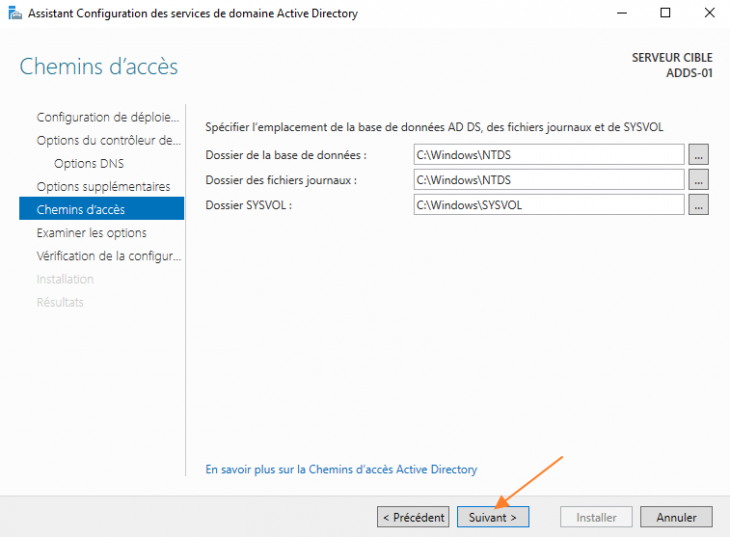 Assistant Configuration des services de domaine Active Directory
Chemins d'accès
SERVEUR CIBLE
ADDS-01
Configuration de déploie...
Options du contrôleur de...
Options DNS
Options supplémentaires
Chemins d'accès
Examiner les options
Vérification de la configur...
Installation
Résultats
Spécifier l'emplacement de la base de données AD DS, des fichiers journaux et de SYSVOL
Dossier de la base de données : C:\Windows\NTDS ...
Dossier des fichiers journaux : C:\Windows\NTDS ...
Dossier SYSVOL : C:\Windows\SYSVOL ...
En savoir plus sur la Chemins d'accès Active Directory
< Précédent Suivant > Installer Annuler